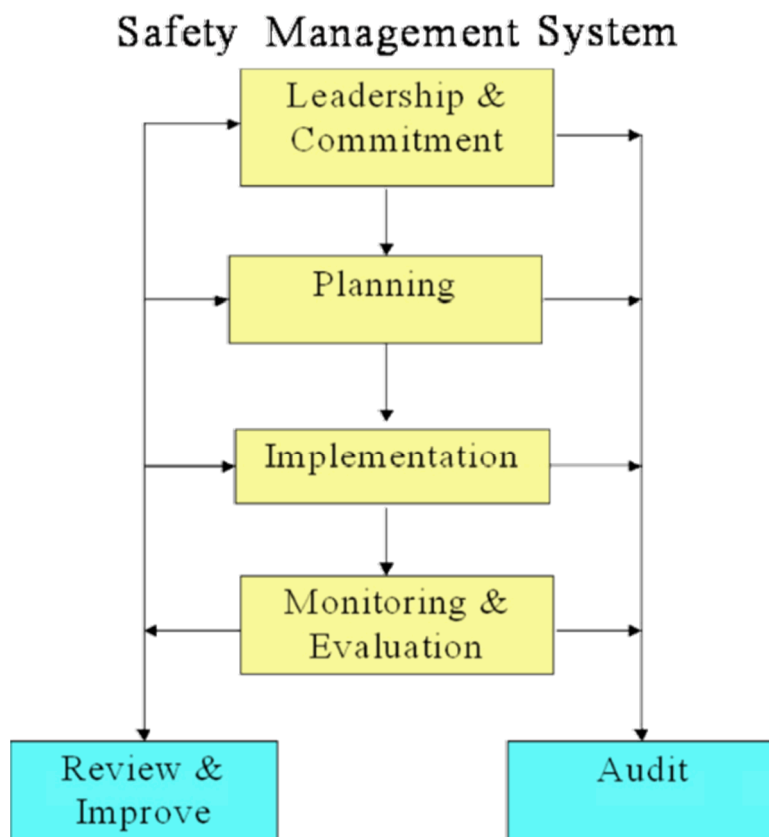 Safety Management System
Leadership &
Commitment
Planning
Implementation
Monitoring &
Evaluation
Review &
Improve
Audit